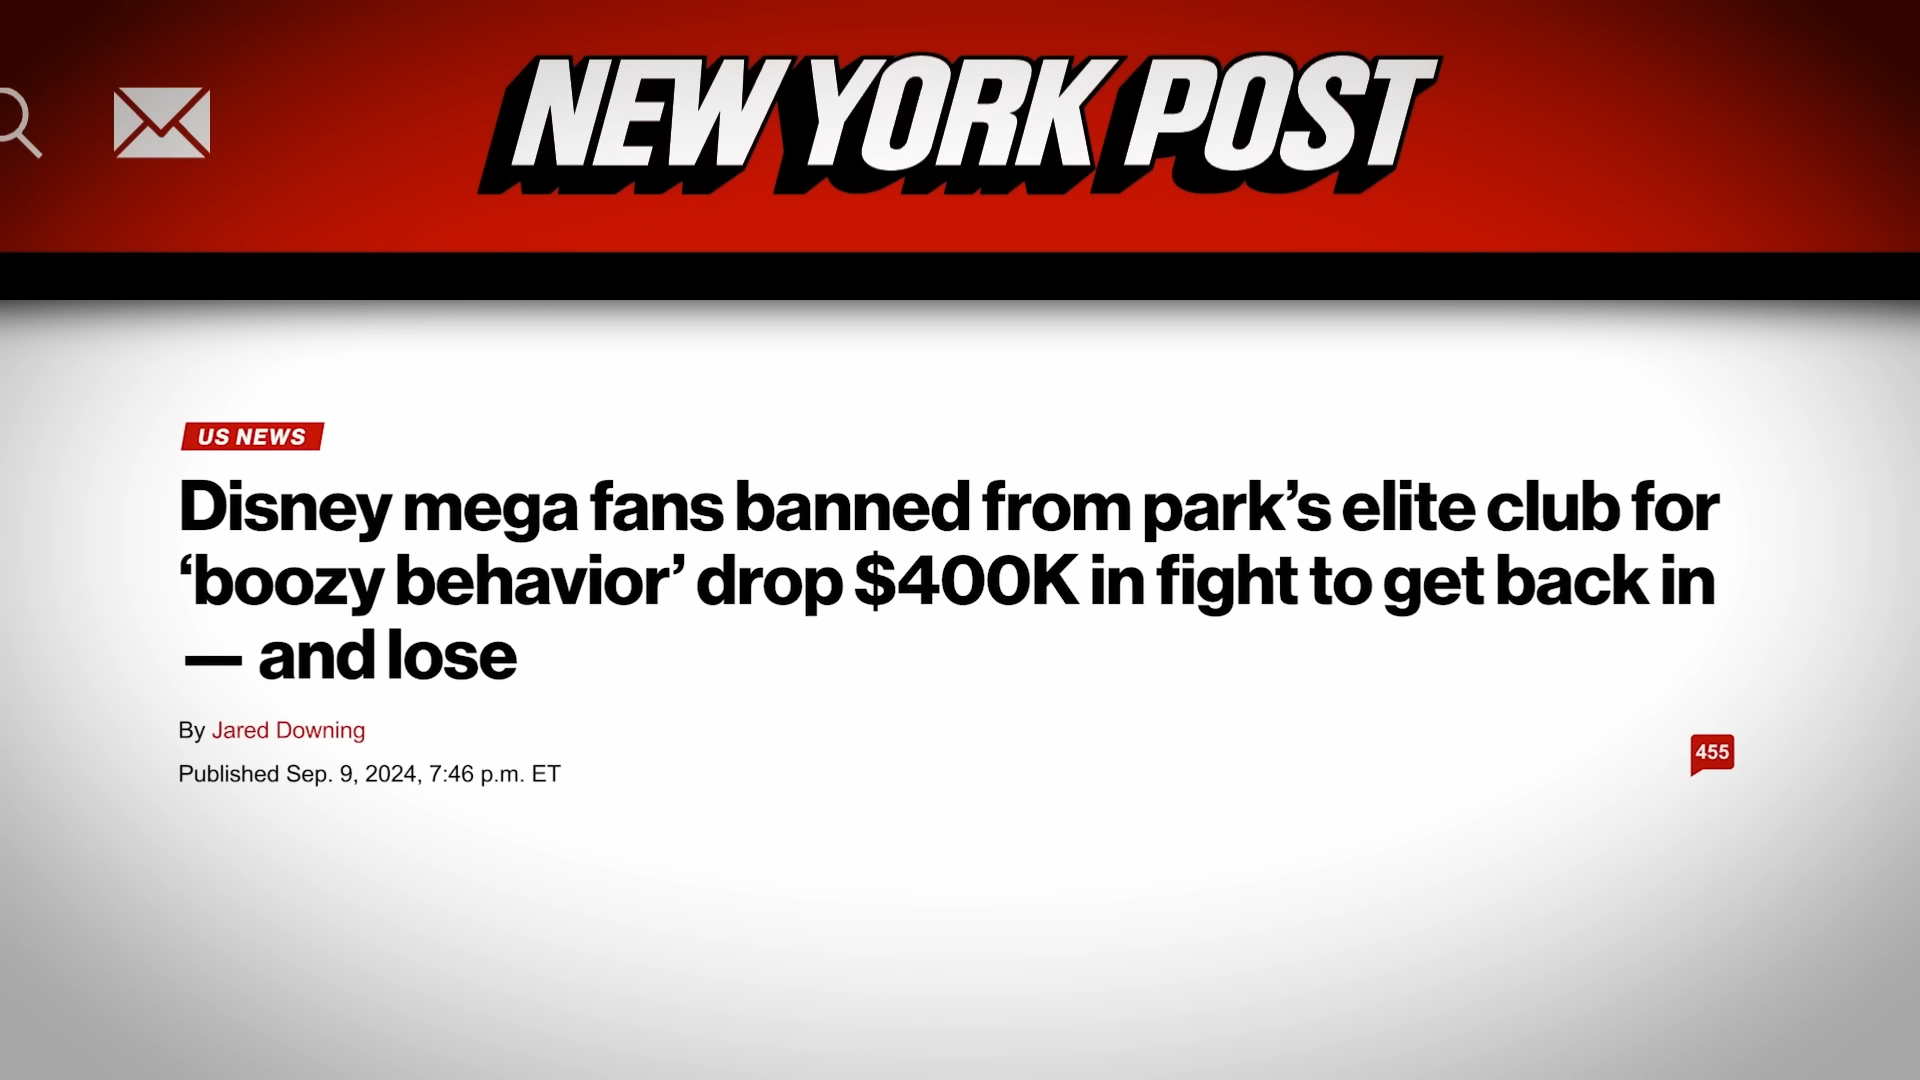 NEW YORK POST
US NEWS
Disney mega fans banned from park’s elite club for
‘boozy behavior’ drop $400K in fight to get back in
— and lose
By Jared Downing
455
Published Sep. 9, 2024, 7:46 p.m. ET